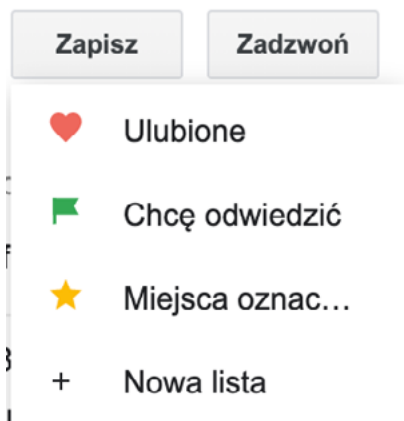 Zapisz Zadzwoń
Ulubione
Chcę odwiedzić
Miejsca oznac...
+ Nowa lista